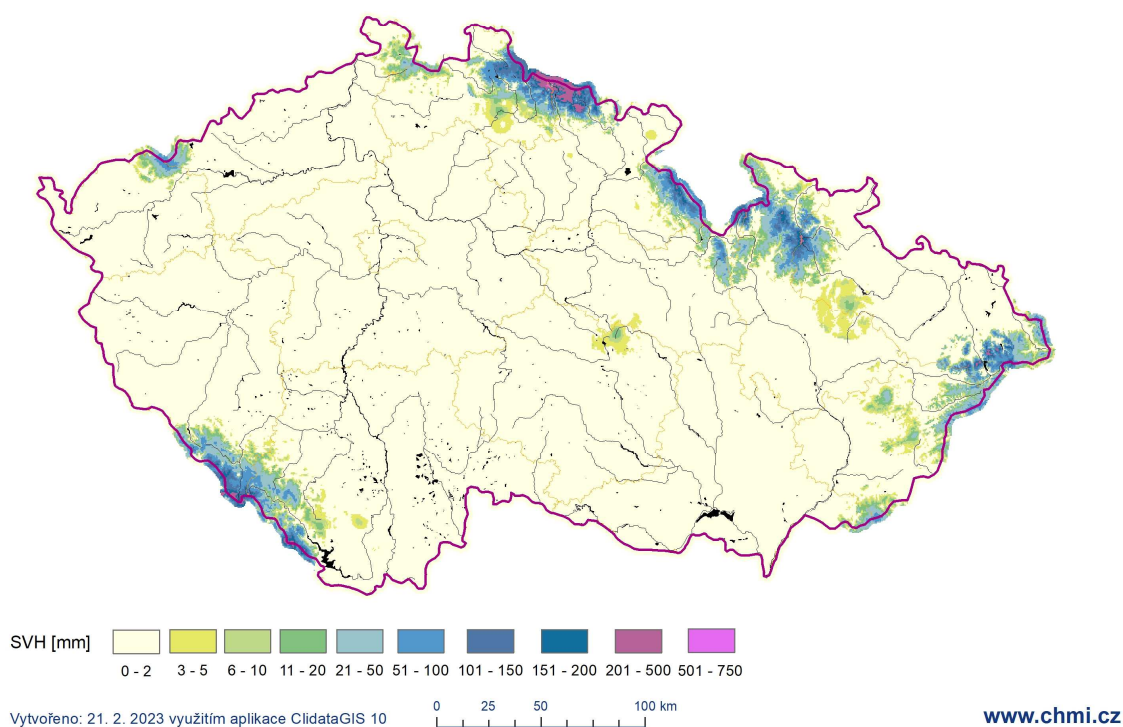 SVH [mm]
0 - 2 3 - 5 6 - 10 11 - 20 21 - 50 51 - 100 101 - 150 151 - 200 201 - 500 501 - 750
0 25 50 100 km
Vytvořeno: 21. 2. 2023 využitím aplikace ClidataGIS 10
www.chmi.cz